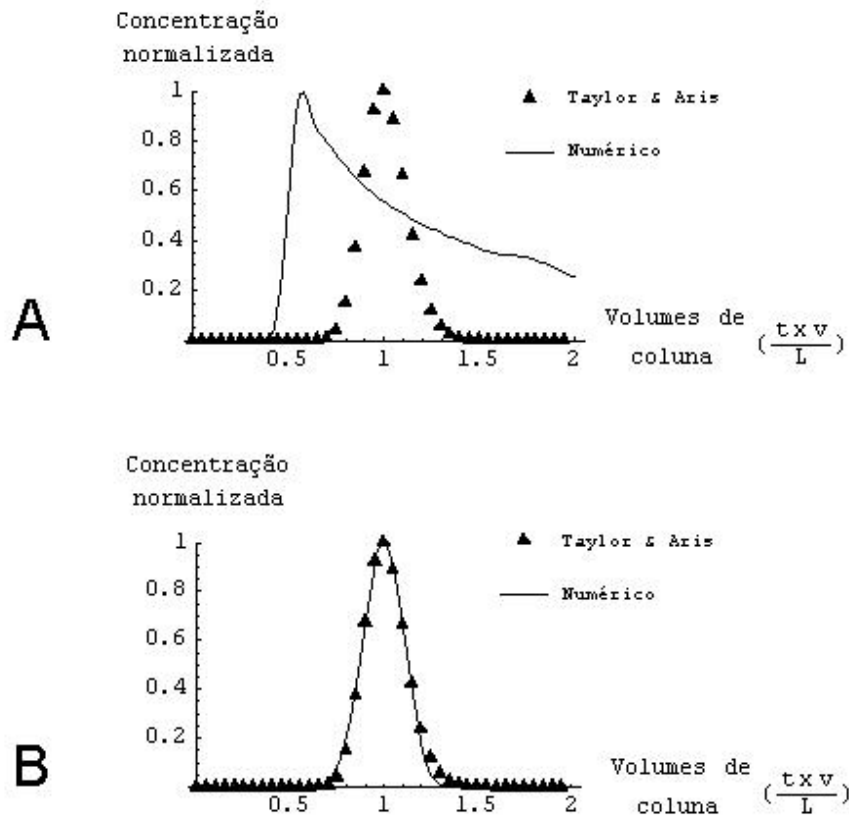 Concentração
normalizada
1
0.8
0.6
0.4
0.2
0.5
1
1.5
2
Taylor & Aris
Numérico
Volumes de
coluna
(t x v / L)
A
Concentração
normalizada
1
0.8
0.6
0.4
0.2
0.5
1
1.5
2
Taylor & Aris
Numérico
Volumes de
coluna
(t x v / L)
B